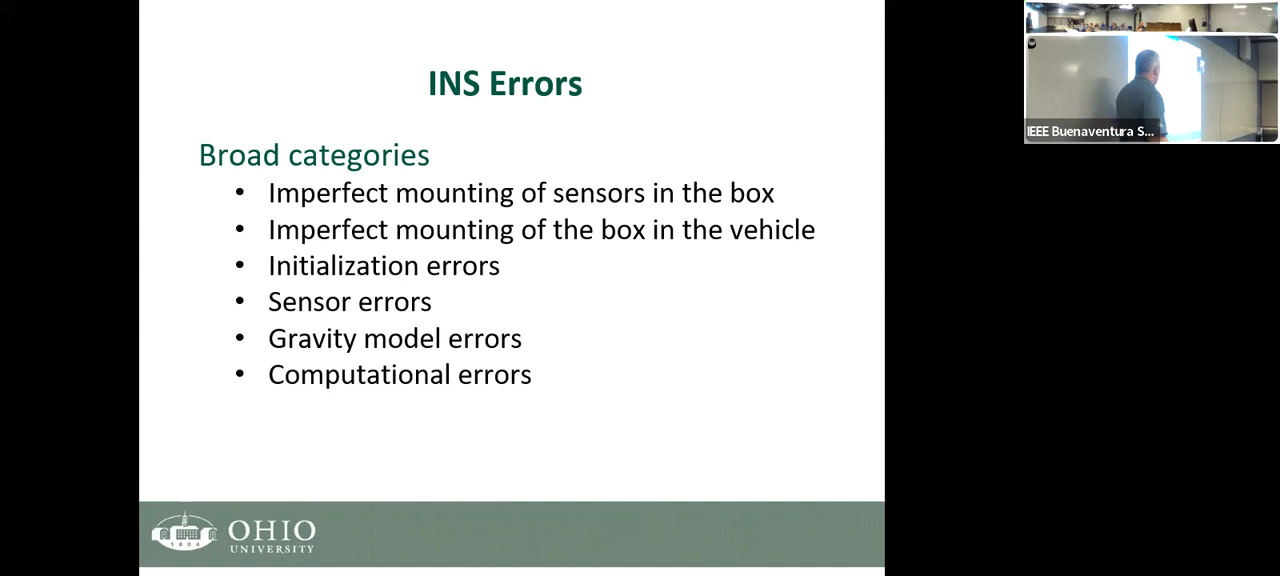 INS Errors
Broad categories
• Imperfect mounting of sensors in the box
• Imperfect mounting of the box in the vehicle
• Initialization errors
• Sensor errors
• Gravity model errors
• Computational errors
1804
OHIO
UNIVERSITY
IEEE Buenaventura S...